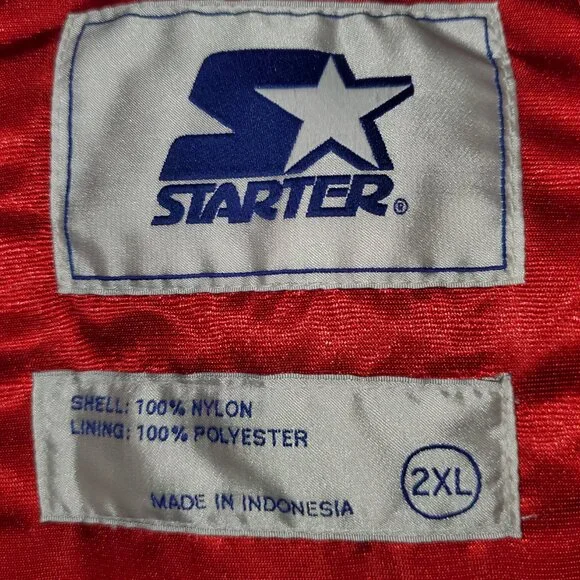 STARTER®
SHELL: 100% NYLON
LINING: 100% POLYESTER
MADE IN INDONESIA
2XL